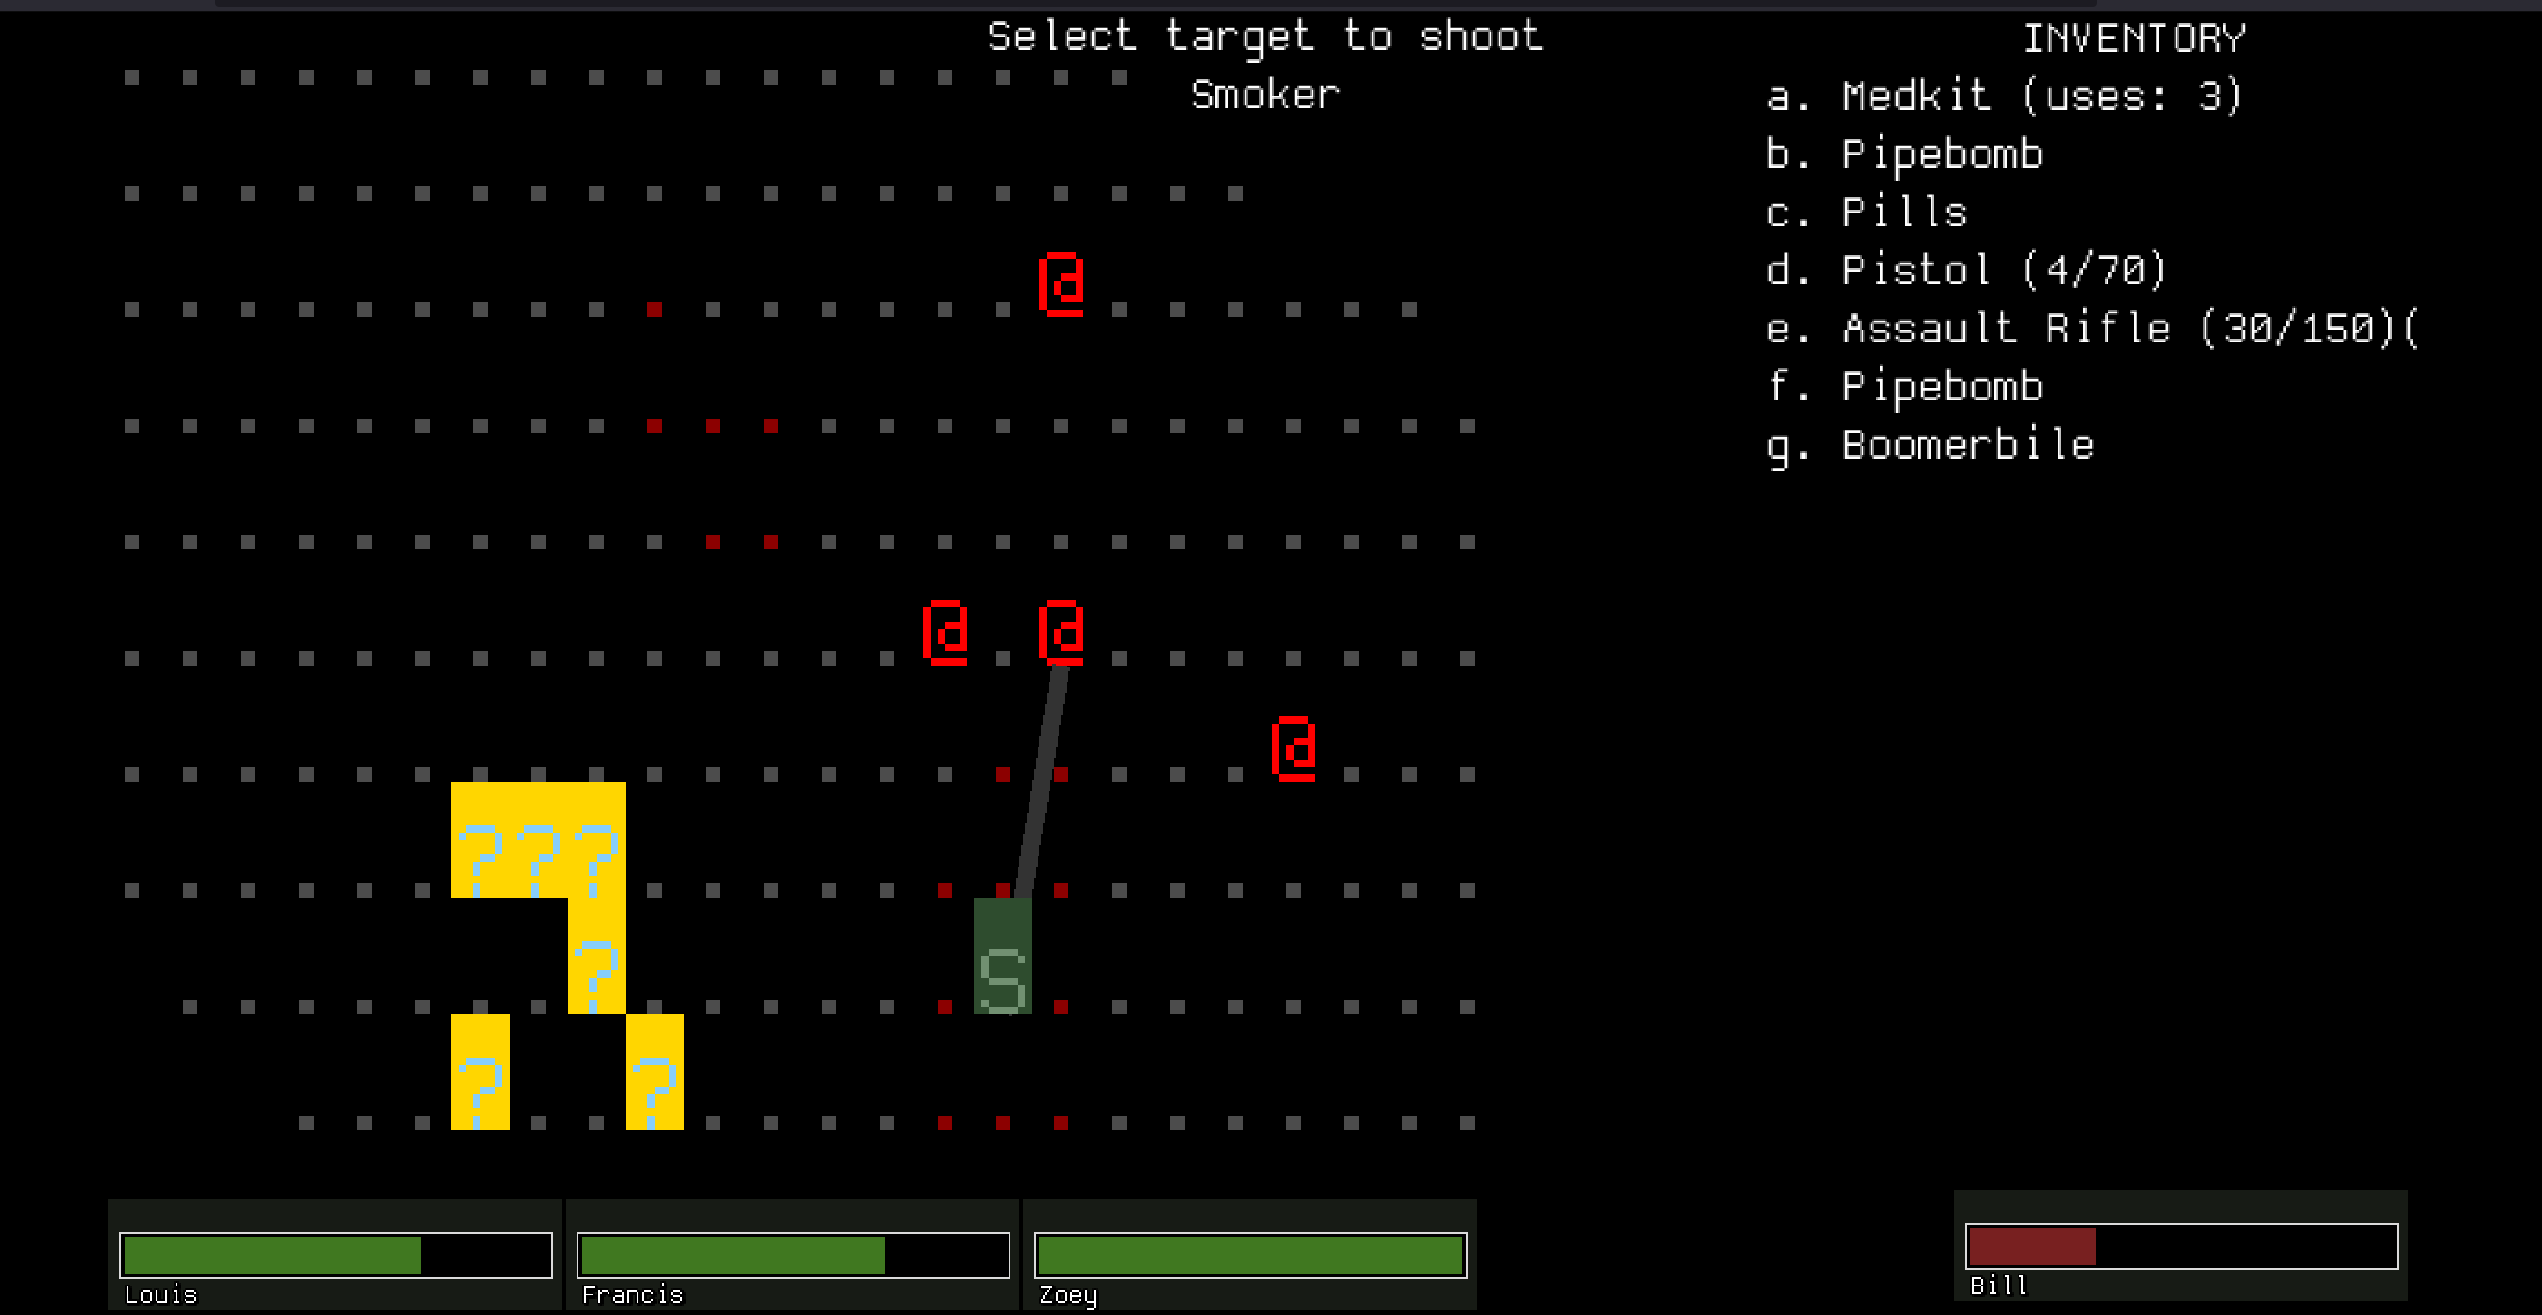 Select target to shoot
Smoker
INVENTORY
a. Medkit (uses: 3)
b. Pipebomb
c. Pills
d. Pistol (4/70)
e. Assault Rifle (30/150)(
f. Pipebomb
g. Boomerbile
@
@ @
@
???
?
S
? ?
Louis
Francis
Zoey
Bill